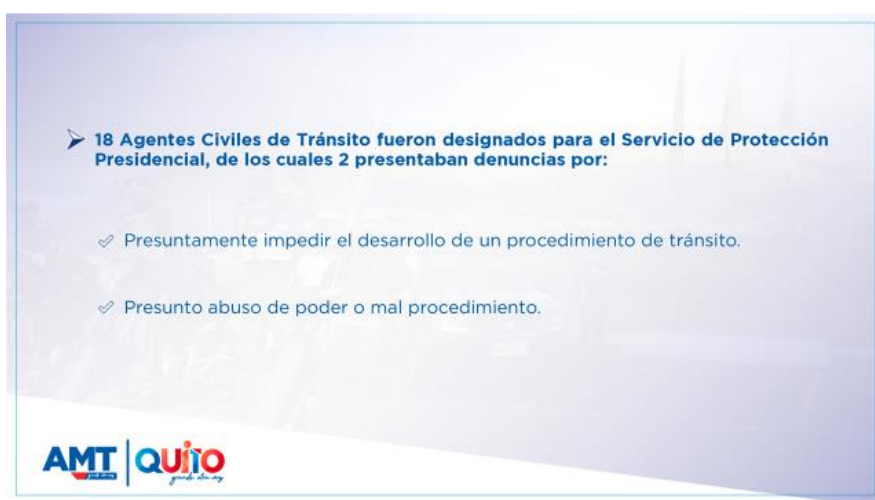 18 Agentes Civiles de Tránsito fueron designados para el Servicio de Protección
Presidencial, de los cuales 2 presentaban denuncias por:
Presuntamente impedir el desarrollo de un procedimiento de tránsito.
Presunto abuso de poder o mal procedimiento.
AMT
Quito